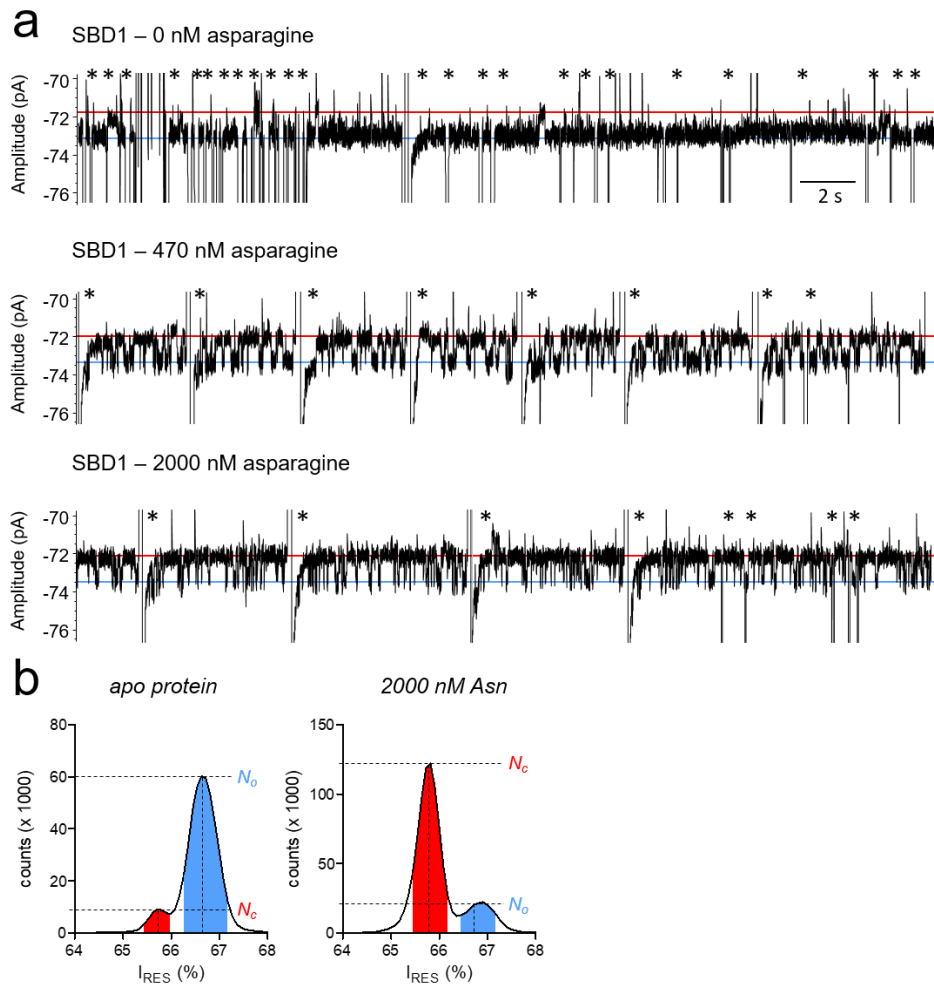 a
SBD1 – 0 nM asparagine
* * * * * * * * * * * * * * * * * * * * * * * *
Amplitude (pA)
-70
-72
-74
-76
2 s
SBD1 – 470 nM asparagine
* * * * * * * *
Amplitude (pA)
-70
-72
-74
-76
SBD1 – 2000 nM asparagine
* * * * * * * *
Amplitude (pA)
-70
-72
-74
-76
b
apo protein
counts (x 1000)
80
60
40
20
0
No
Nc
64 65 66 67 68
IRES (%)
2000 nM Asn
counts (x 1000)
150
100
50
0
Nc
No
64 65 66 67 68
IRES (%)